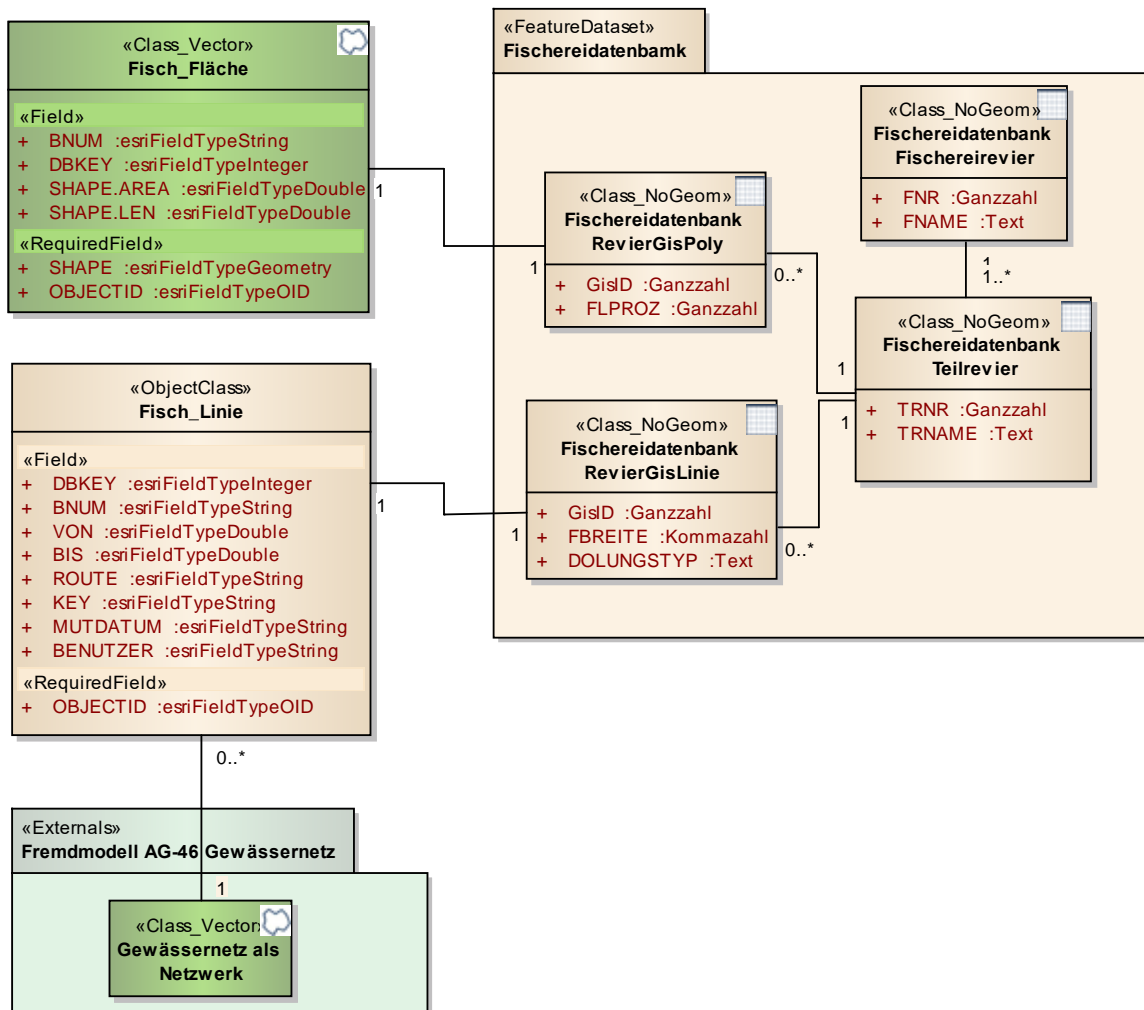 «Class_Vector»
Fisch_Fläche
«Field»
+ BNUM :esriFieldTypeString
+ DBKEY :esriFieldTypeInteger
+ SHAPE.AREA :esriFieldTypeDouble
+ SHAPE.LEN :esriFieldTypeDouble
«RequiredField»
+ SHAPE :esriFieldTypeGeometry
+ OBJECTID :esriFieldTypeOID
1
«FeatureDataset»
Fischereidatenbamk
«Class_NoGeom»
Fischereidatenbank
Fischereirevier
+ FNR :Ganzzahl
+ FNAME :Text
1
1..*
«Class_NoGeom»
Fischereidatenbank
RevierGisPoly
+ GisID :Ganzzahl
+ FLPROZ :Ganzzahl
1
0..*
«Class_NoGeom»
Fischereidatenbank
Teilrevier
+ TRNR :Ganzzahl
+ TRNAME :Text
1
1
«ObjectClass»
Fisch_Linie
«Field»
+ DBKEY :esriFieldTypeInteger
+ BNUM :esriFieldTypeString
+ VON :esriFieldTypeDouble
+ BIS :esriFieldTypeDouble
+ ROUTE :esriFieldTypeString
+ KEY :esriFieldTypeString
+ MUTDATUM :esriFieldTypeString
+ BENUTZER :esriFieldTypeString
«RequiredField»
+ OBJECTID :esriFieldTypeOID
1
«Class_NoGeom»
Fischereidatenbank
RevierGisLinie
+ GisID :Ganzzahl
+ FBREITE :Kommazahl
+ DOLUNGSTYP :Text
1
0..*
0..*
«Externals»
Fremdmodell AG-46 Gewässernetz
1
«Class_Vector»
Gewässernetz als
Netzwerk